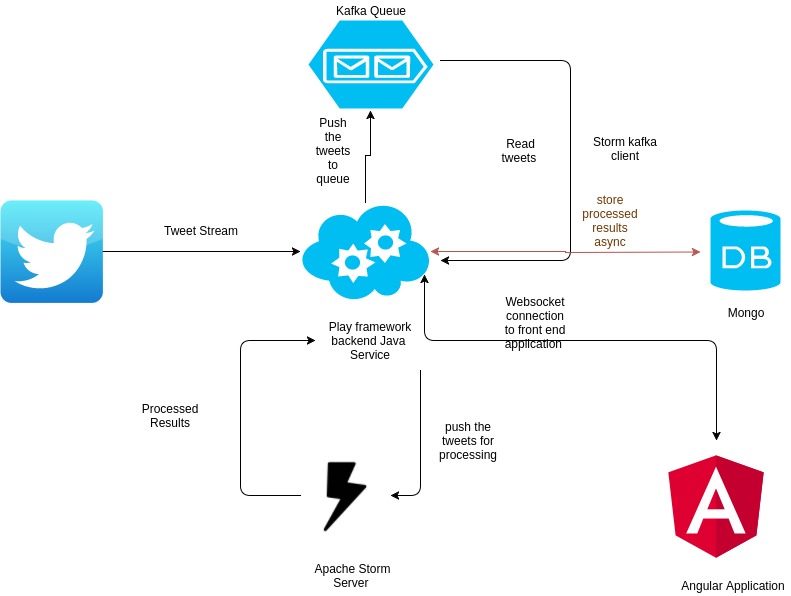 Kafka Queue
Push
the
tweets
to
queue
Read
tweets
Storm kafka
client
Tweet Stream
store
processed
results
async
DB
Mongo
Play framework
backend Java
Service
Websocket
connection
to front end
application
Processed
Results
push the
tweets for
processing
A
Apache Storm
Server
Angular Application